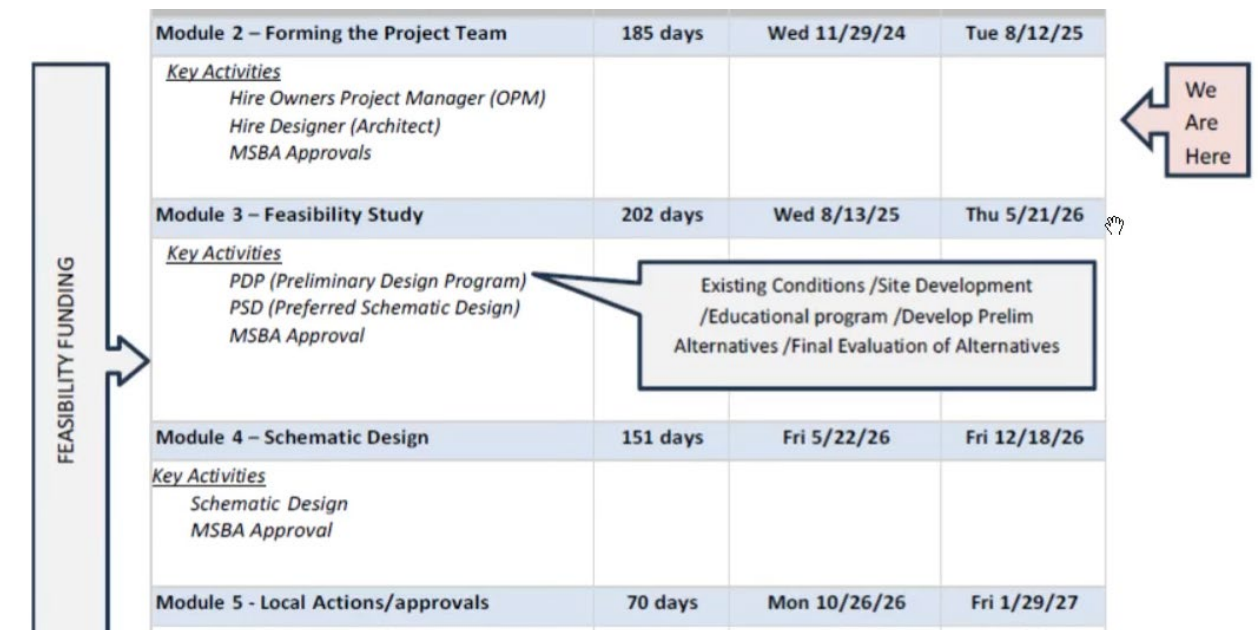 Module 2 – Forming the Project Team 185 days Wed 11/29/24 Tue 8/12/25
Key Activities
Hire Owners Project Manager (OPM)
Hire Designer (Architect)
MSBA Approvals
We
Are
Here
Module 3 – Feasibility Study 202 days Wed 8/13/25 Thu 5/21/26
Key Activities
PDP (Preliminary Design Program)
PSD (Preferred Schematic Design)
MSBA Approval
Existing Conditions /Site Development
/Educational program /Develop Prelim
Alternatives /Final Evaluation of Alternatives
FEASIBILITY FUNDING
Module 4 – Schematic Design 151 days Fri 5/22/26 Fri 12/18/26
Key Activities
Schematic Design
MSBA Approval
Module 5 - Local Actions/approvals 70 days Mon 10/26/26 Fri 1/29/27